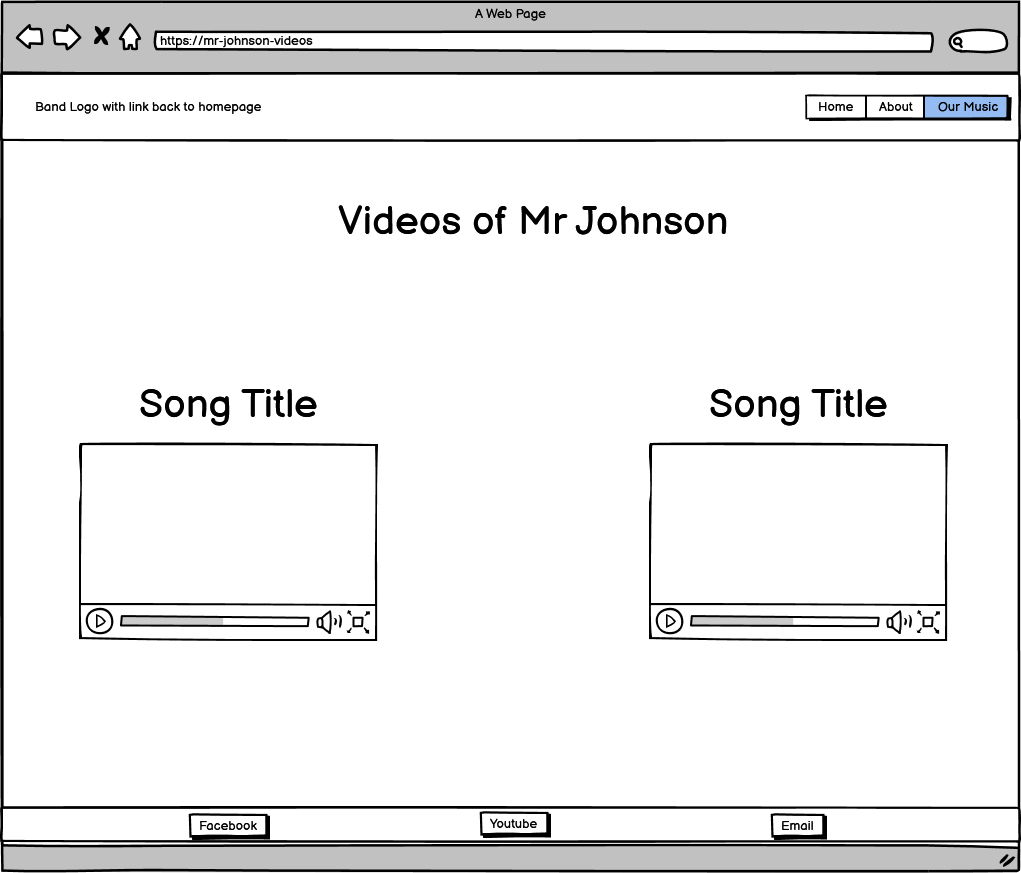 A Web Page
https://mr-johnson-videos
Band Logo with link back to homepage
Home About Our Music
Videos of Mr Johnson
Song Title Song Title
Facebook Youtube Email